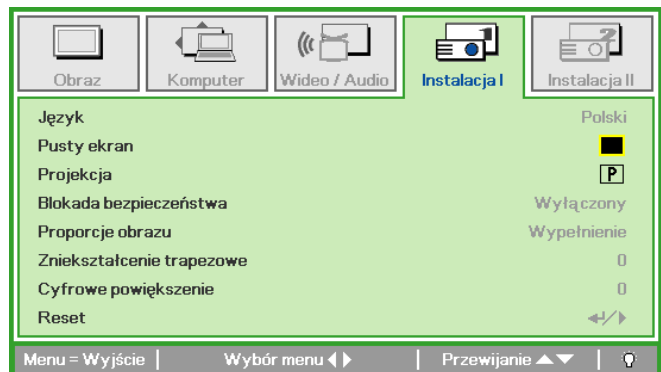 Obraz
Komputer
Wideo / Audio
Instalacja I
Instalacja II
Język Polski
Pusty ekran
Projekcja P
Blokada bezpieczeństwa Wyłączony
Proporcje obrazu Wypełnienie
Zniekształcenie trapezowe 0
Cyfrowe powiększenie 0
Reset
Menu = Wyjście | Wybór menu | Przewijanie |